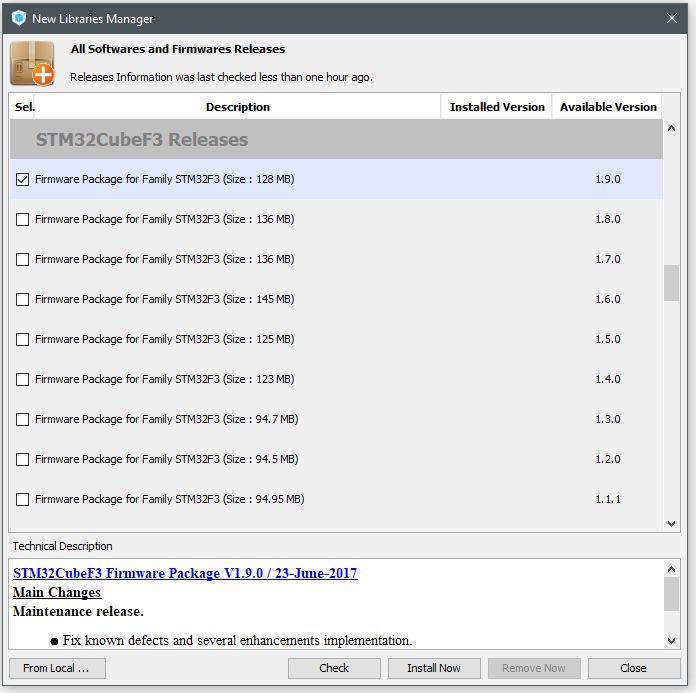 New Libraries Manager
All Softwares and Firmwares Releases
Releases Information was last checked less than one hour ago.
Sel. Description Installed Version Available Version
STM32CubeF3 Releases
Firmware Package for Family STM32F3 (Size : 128 MB) 1.9.0
Firmware Package for Family STM32F3 (Size : 136 MB) 1.8.0
Firmware Package for Family STM32F3 (Size : 136 MB) 1.7.0
Firmware Package for Family STM32F3 (Size : 145 MB) 1.6.0
Firmware Package for Family STM32F3 (Size : 125 MB) 1.5.0
Firmware Package for Family STM32F3 (Size : 123 MB) 1.4.0
Firmware Package for Family STM32F3 (Size : 94.7 MB) 1.3.0
Firmware Package for Family STM32F3 (Size : 94.5 MB) 1.2.0
Firmware Package for Family STM32F3 (Size : 94.95 MB) 1.1.1
Technical Description
STM32CubeF3 Firmware Package V1.9.0 / 23-June-2017
Main Changes
Maintenance release.
● Fix known defects and several enhancements implementation.
From Local ... Check Install Now Remove Now Close